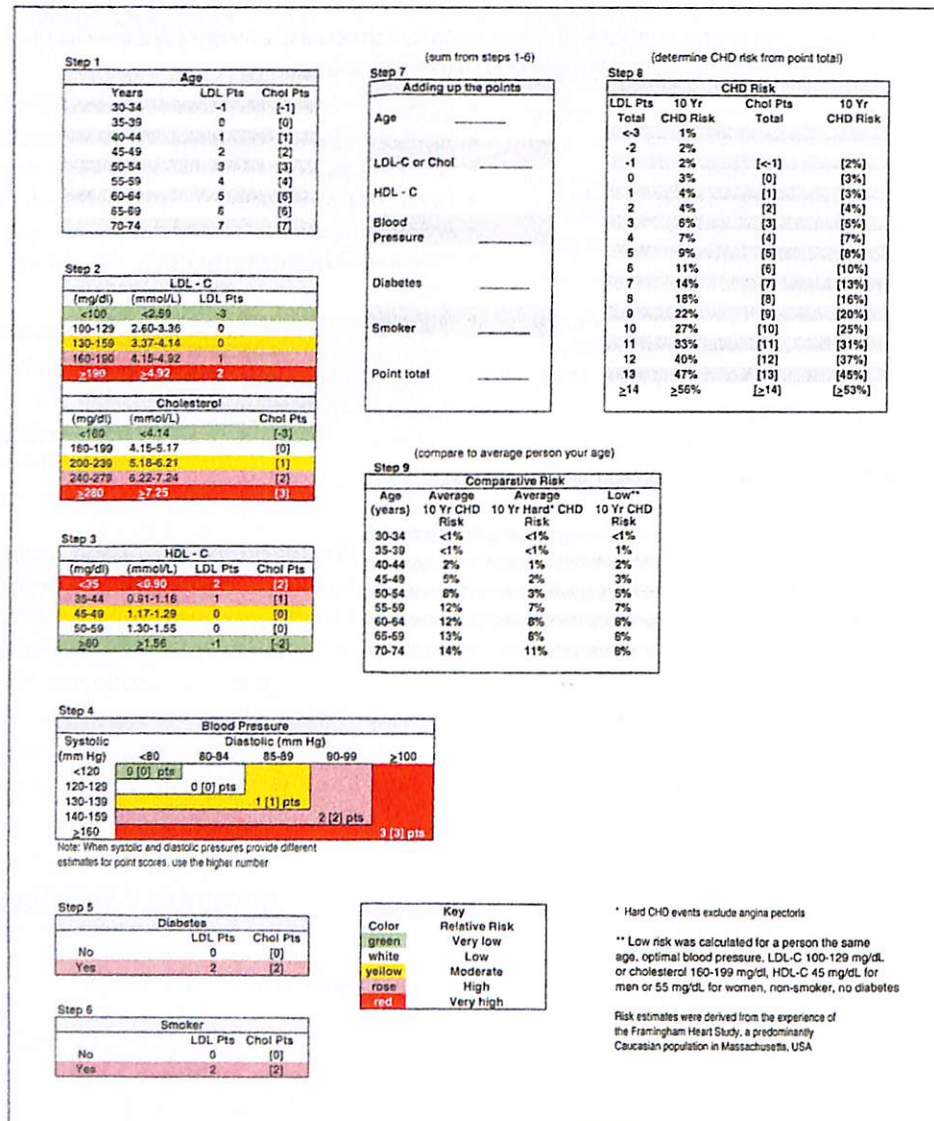 Step 1
Age
Years LDL Pts Chol Pts
30-34 -1 [-1]
35-39 0 [0]
40-44 1 [1]
45-49 2 [2]
50-54 3 [3]
55-59 4 [4]
60-64 5 [5]
65-69 6 [6]
70-74 7 [7]
Step 2
LDL - C
(mg/dl) (mmol/L) LDL Pts
<100 <2.59 -3
100-129 2.60-3.36 0
130-159 3.37-4.14 0
160-190 4.15-4.92 1
≥190 ≥4.92 2
Cholesterol
(mg/dl) (mmol/L) Chol Pts
<160 <4.14 [-3]
160-199 4.15-5.17 [0]
200-239 5.18-6.21 [1]
240-279 6.22-7.24 [2]
≥280 ≥7.25 [3]
Step 3
HDL - C
(mg/dl) (mmol/L) LDL Pts Chol Pts
<35 <0.90 2 [2]
35-44 0.91-1.16 1 [1]
45-49 1.17-1.29 0 [0]
50-59 1.30-1.55 0 [0]
≥60 ≥1.56 -1 [-2]
Step 4
Blood Pressure
Systolic Diastolic (mm Hg)
(mm Hg) <80 80-84 85-89 90-99 ≥100
<120 0 [0] pts
120-129 0 [0] pts
130-139 1 [1] pts
140-159 2 [2] pts
≥160 3 [3] pts
Note: When systolic and diastolic pressures provide different
estimates for point scores, use the higher number
Step 5
Diabetes
LDL Pts Chol Pts
No 0 [0]
Yes 2 [2]
Step 6
Smoker
LDL Pts Chol Pts
No 0 [0]
Yes 2 [2]
(sum from steps 1-6)
Step 7
Adding up the points
Age
LDL-C or Chol
HDL - C
Blood
Pressure
Diabetes
Smoker
Point total
(determine CHD risk from point total)
Step 8
CHD Risk
LDL Pts 10 Yr Chol Pts 10 Yr
Total CHD Risk Total CHD Risk
<-3 1%
-2 2%
2% [<-1] [2%]
0 3% [0] [3%]
4% [1] [3%]
2 4% [2] [4%]
3 6% [3] [5%]
4 7% [4] [7%]
5 9% [5] [8%]
11% [6] [10%]
14% [7] [13%]
8 18% [8] [16%]
22% [9] [20%]
10 27% [10] [25%]
33% [11] [31%]
12 40% [12] [37%]
13 47% [13] [45%]
≥14 ≥56% [≥14] [≥53%]
(compare to average person your age)
Step 9
Comparative Risk
Age Average Average Low**
(years) 10 Yr CHD 10 Yr Hard* CHD 10 Yr CHD
Risk Risk Risk
30-34 <1% <1% <1%
35-39 <1% <1% 1%
40-44 2% 1% 2%
45-49 5% 2% 3%
50-54 8% 3% 5%
55-59 12% 7% 7%
60-64 12% 8% 8%
65-69 13% 8% 8%
70-74 14% 11% 8%
Key
Color Relative Risk
green Very low
white Low
yellow Moderate
rose High
red Very high
* Hard CHD events exclude angina pectoris
** Low risk was calculated for a person the same
age, optimal blood pressure, LDL-C 100-129 mg/dL
or cholesterol 160-199 mg/dl, HDL-C 45 mg/dL for
men or 55 mg/dL for women, non-smoker, no diabetes
Risk estimates were derived from the experience of
the Framingham Heart Study, a predominantly
Caucasian population in Massachusetts, USA